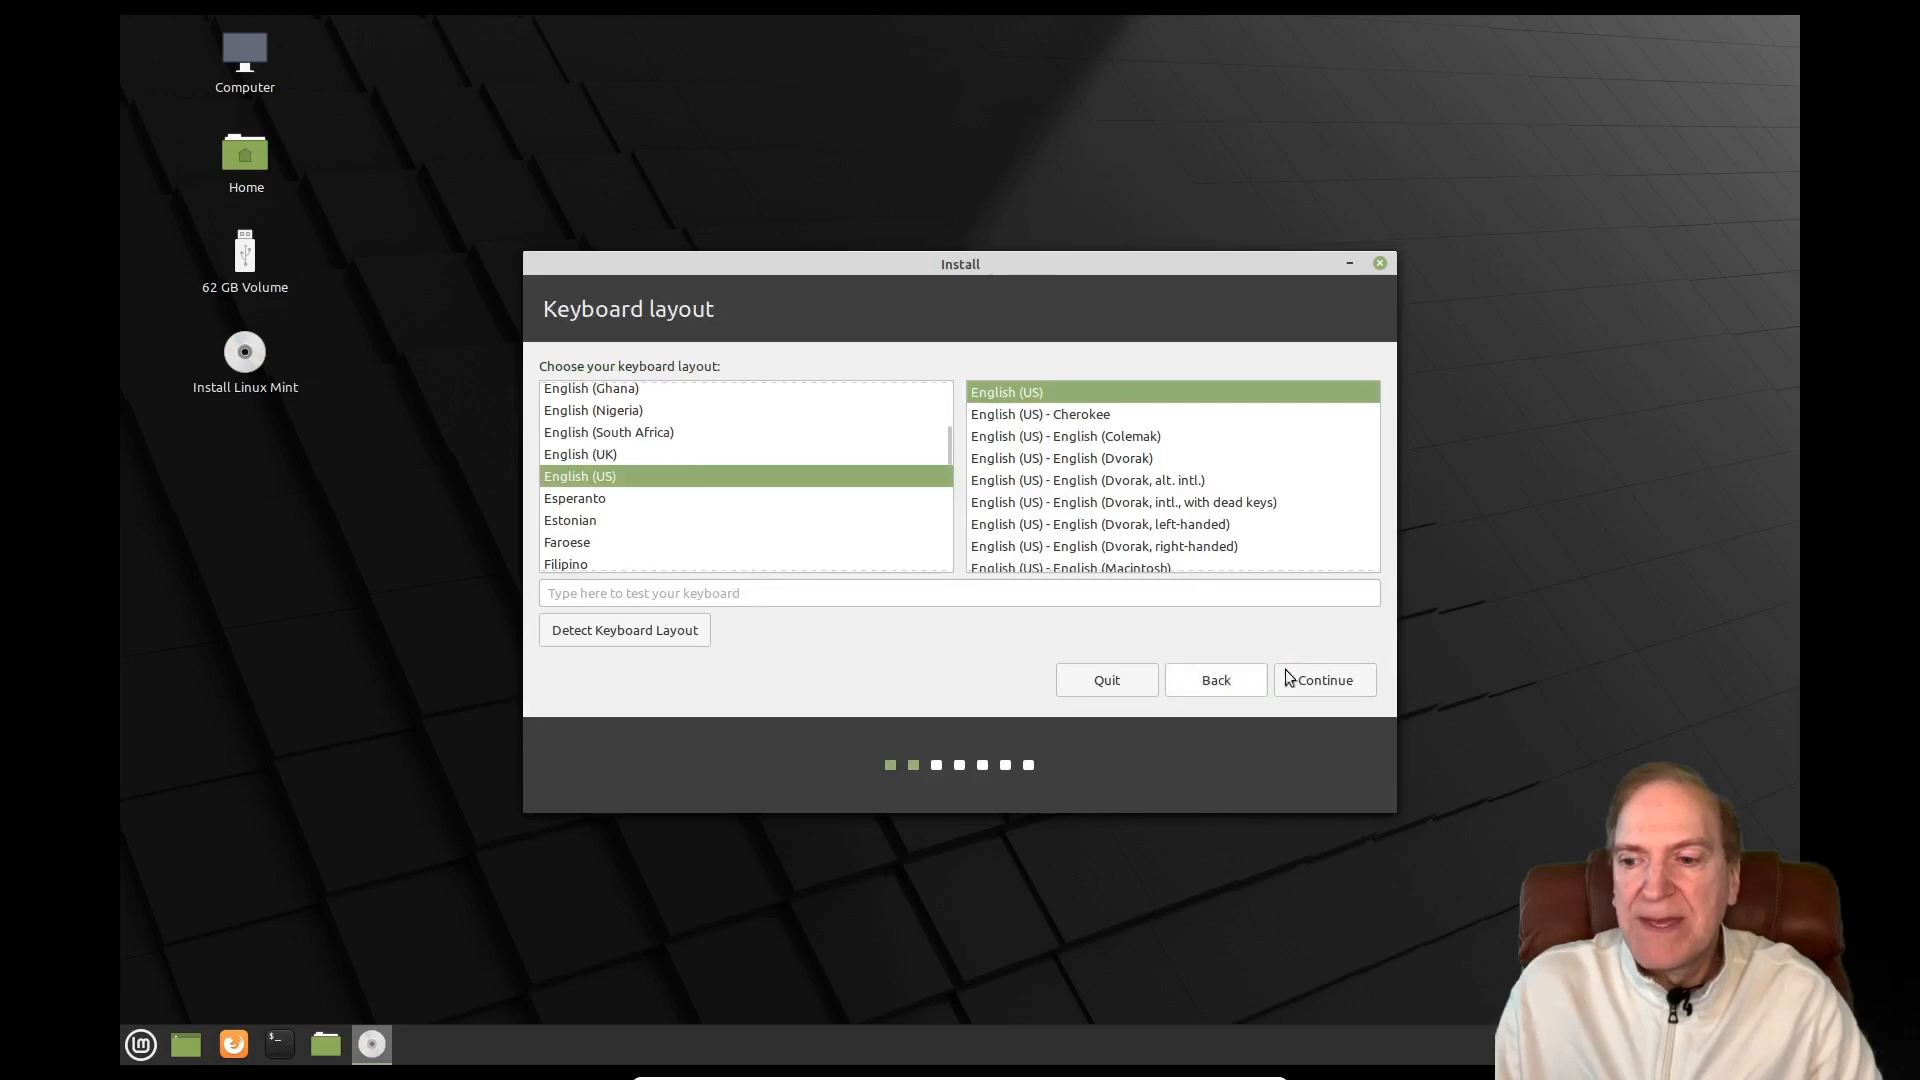 Computer
Home
62 GB Volume
Install Linux Mint
Install
Keyboard layout
Choose your keyboard layout:
English (Ghana)
English (Nigeria)
English (South Africa)
English (UK)
English (US)
Esperanto
Estonian
Faroese
Filipino
English (US)
English (US) - Cherokee
English (US) - English (Colemak)
English (US) - English (Dvorak)
English (US) - English (Dvorak, alt. intl.)
English (US) - English (Dvorak, intl., with dead keys)
English (US) - English (Dvorak, left-handed)
English (US) - English (Dvorak, right-handed)
English (US) - English (Macintosh)
Type here to test your keyboard
Detect Keyboard Layout
Quit
Back
Continue